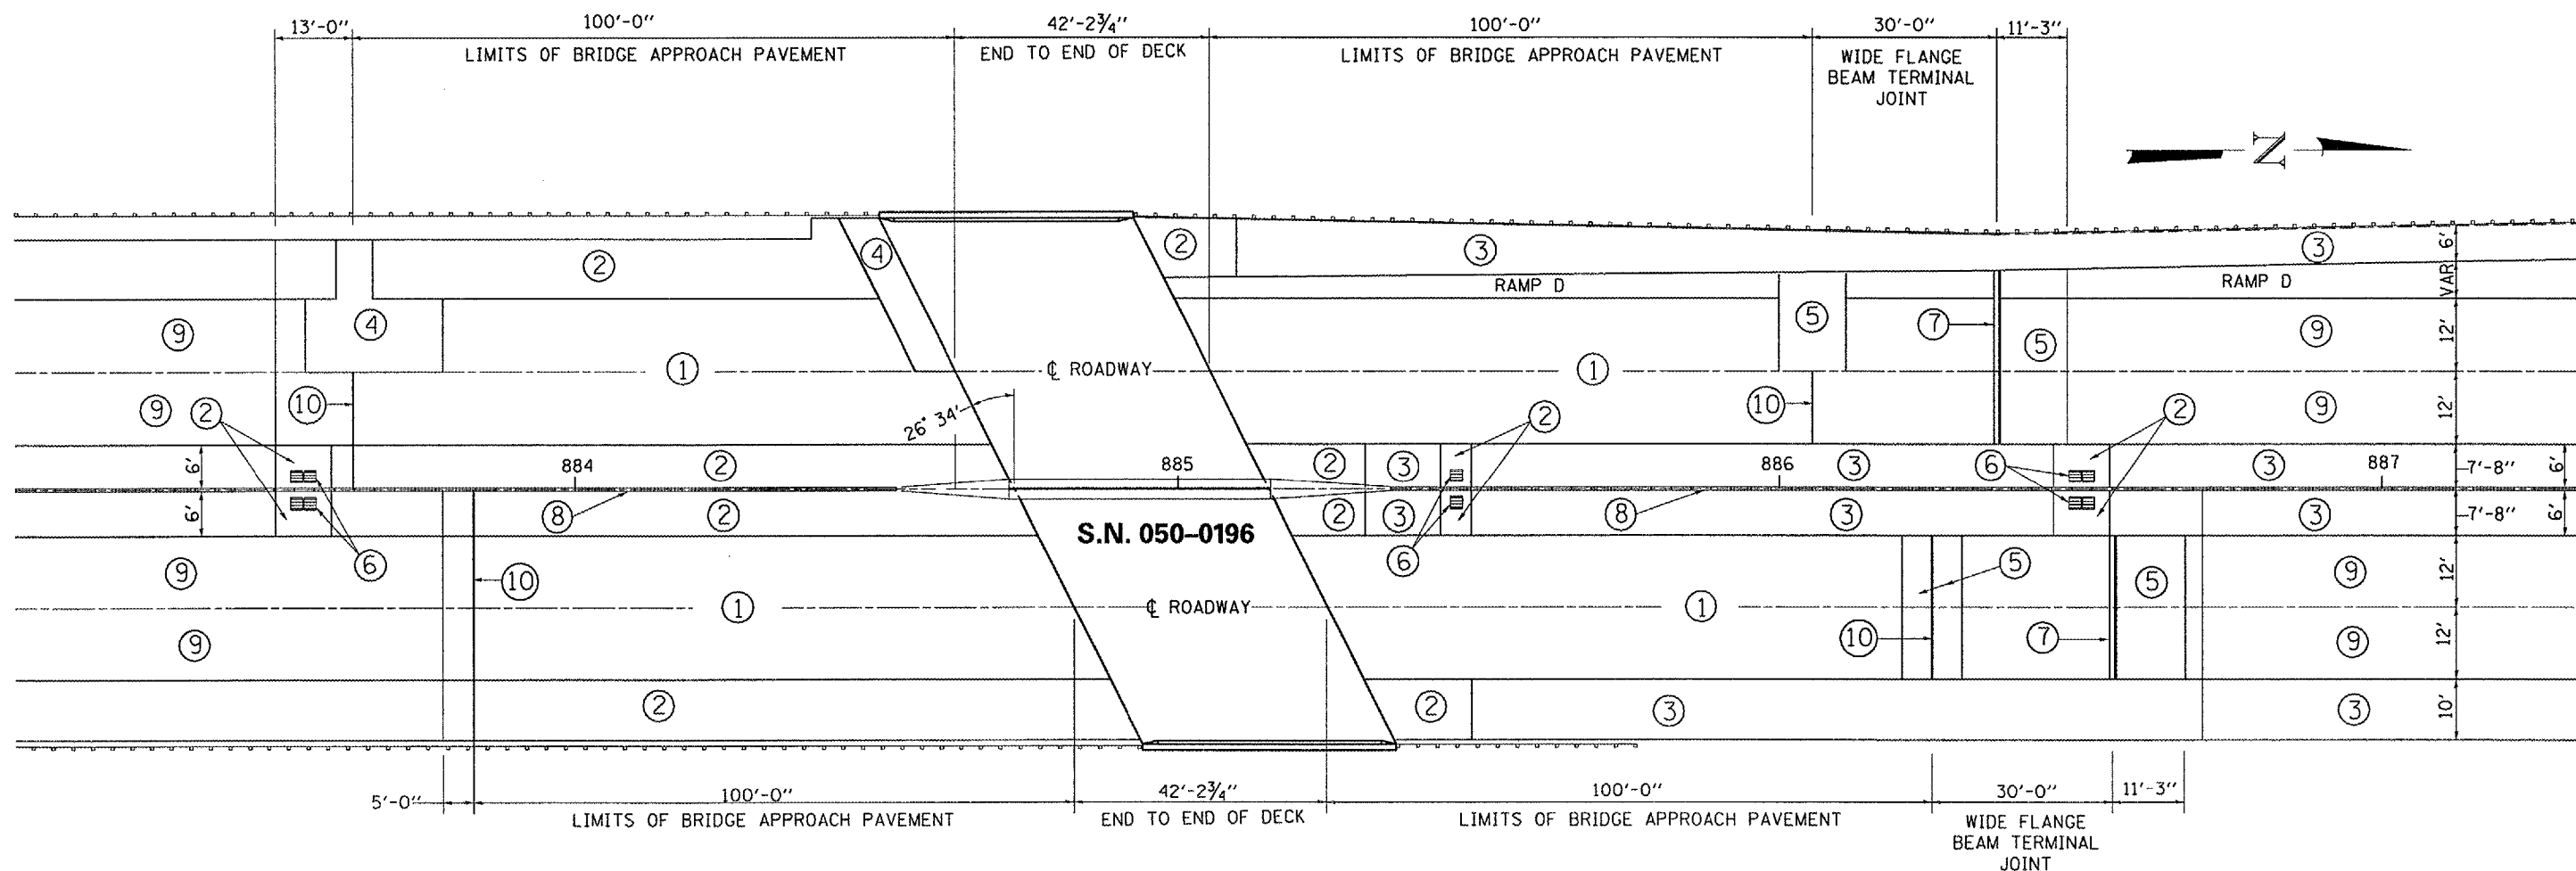 13'-0" 100'-0" 42'-2¾" 100'-0" 30'-0" 11'-3"
LIMITS OF BRIDGE APPROACH PAVEMENT END TO END OF DECK LIMITS OF BRIDGE APPROACH PAVEMENT WIDE FLANGE
BEAM TERMINAL
JOINT
N
2 4 2 3 3 6'
RAMP D RAMP D VAR
9 4 5 7 5 9 12'
1 ℄ ROADWAY 1
9 2 10 26° 34' 2 10 2 9 12'
6' 884 2 885 2 3 886 3 6 3 887 7'-8" 6'
6' 8 2 2 3 8 3 3 7'-8" 6'
S.N. 050-0196
9 6 10 6 5 5 9 12'
1 ℄ ROADWAY 1
9 10 7 9 12'
2 2 3 3 10'
5'-0" 100'-0" 42'-2¾" 100'-0" 30'-0" 11'-3"
LIMITS OF BRIDGE APPROACH PAVEMENT END TO END OF DECK LIMITS OF BRIDGE APPROACH PAVEMENT WIDE FLANGE
BEAM TERMINAL
JOINT